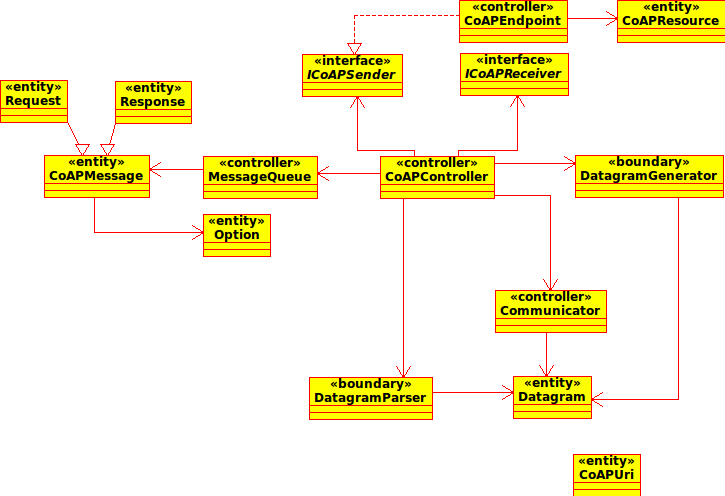 «controller»
CoAPEndpoint
«entity»
CoAPResource
«interface»
ICoAPSender
«interface»
ICoAPReceiver
«entity»
Request
«entity»
Response
«entity»
CoAPMessage
«controller»
MessageQueue
«controller»
CoAPController
«boundary»
DatagramGenerator
«entity»
Option
«controller»
Communicator
«boundary»
DatagramParser
«entity»
Datagram
«entity»
CoAPUri